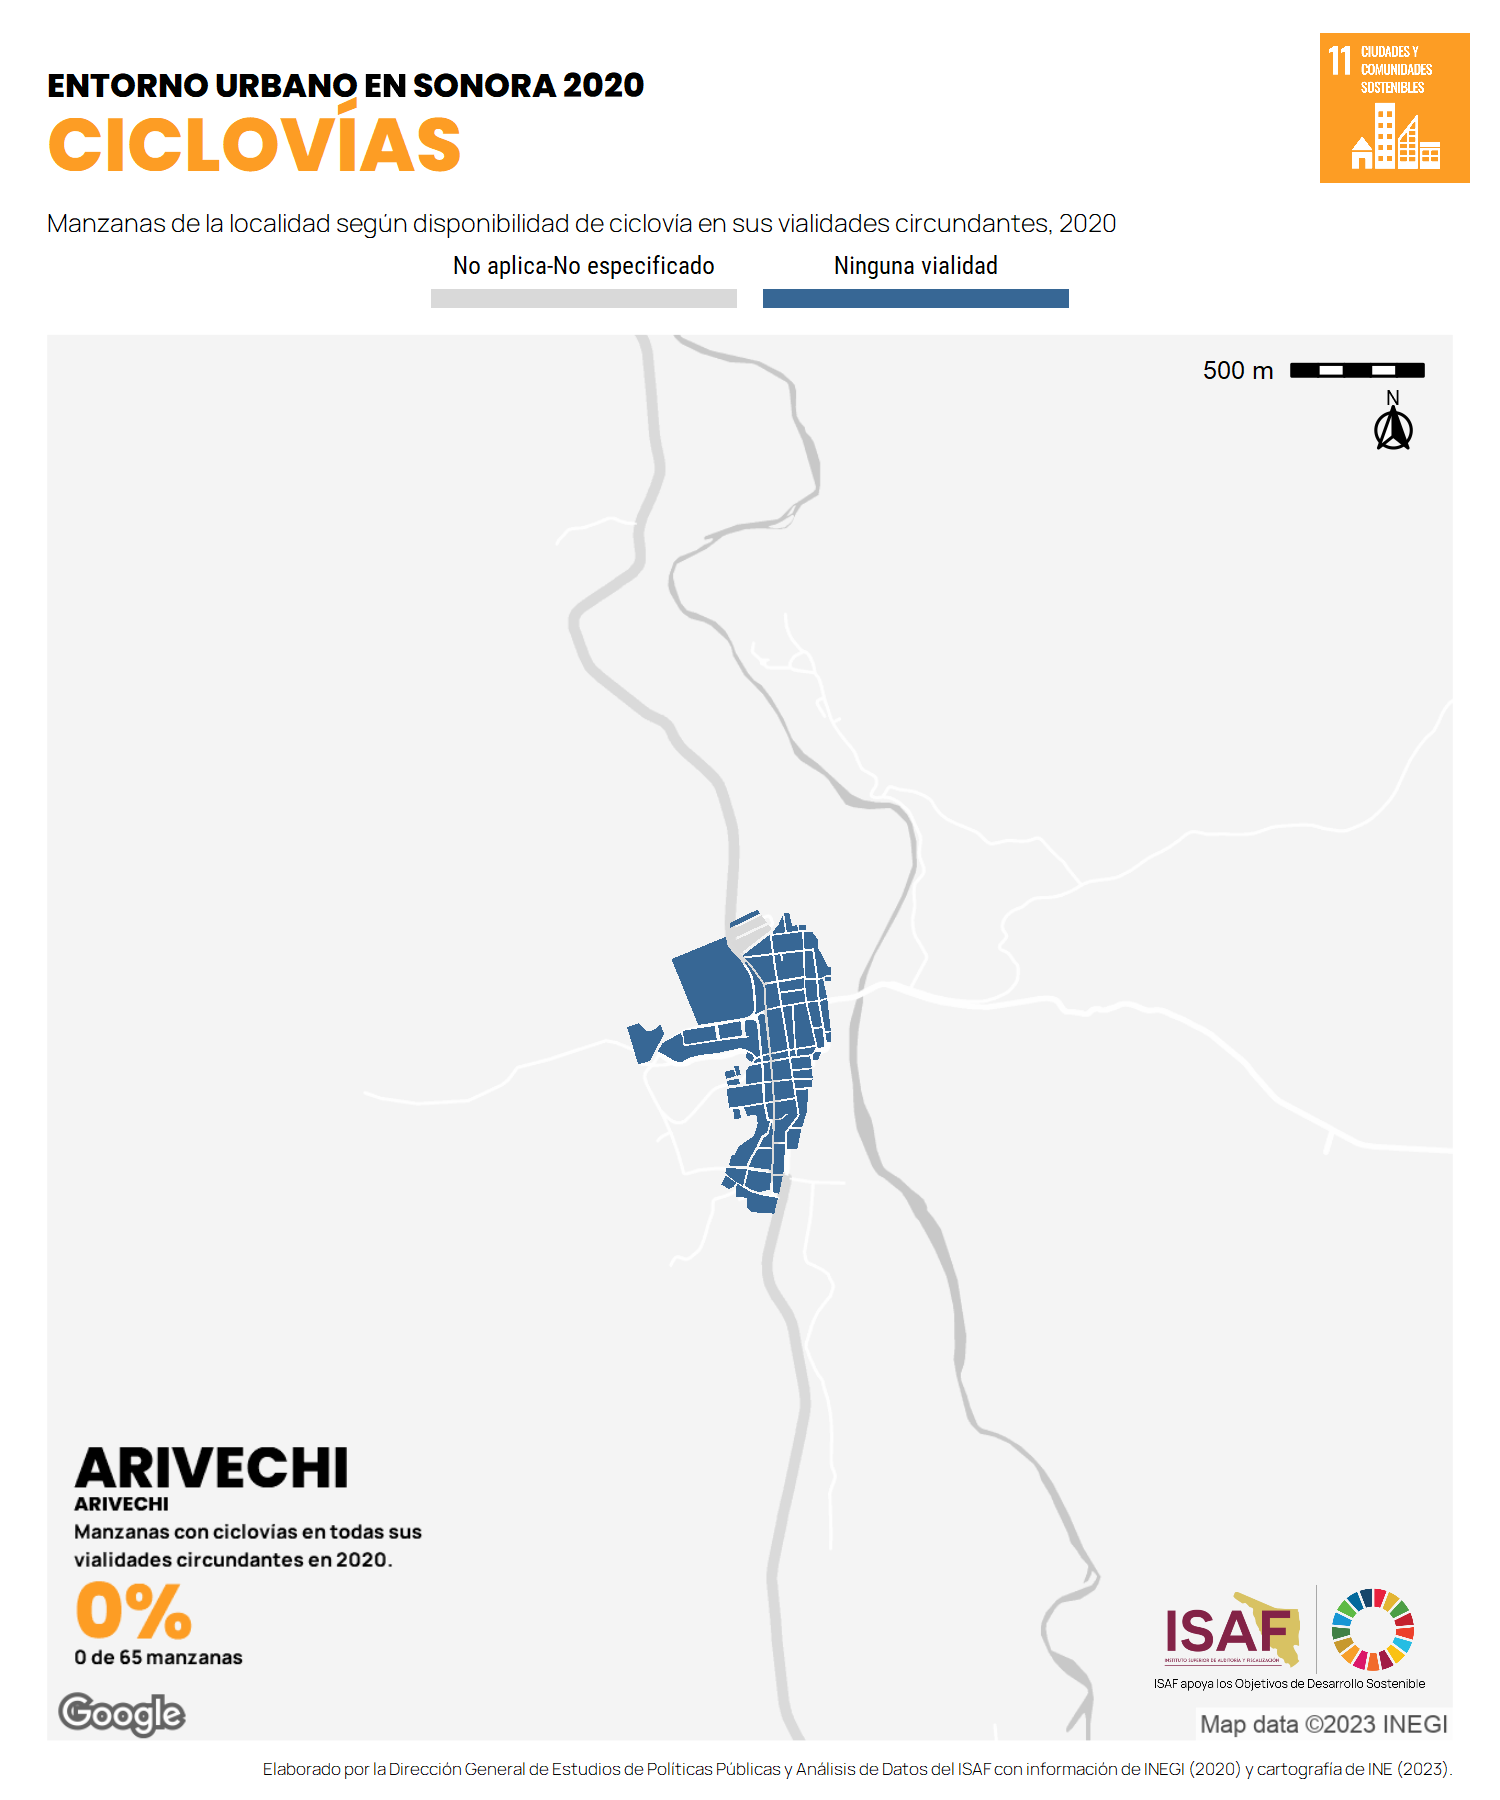 ENTORNO URBANO EN SONORA 2020
CICLOVÍAS
11 CIUDADES Y
COMUNIDADES
SOSTENIBLES
Manzanas de la localidad según disponibilidad de ciclovía en sus vialidades circundantes, 2020
No aplica-No especificado
Ninguna vialidad
500 m
N
ARIVECHI
ARIVECHI
Manzanas con ciclovias en todas sus
vialidades circundantes en 2020.
0%
0 de 65 manzanas
Google
ISAF
INSTITUTO SUPERIOR DE AUDITORÍA Y FISCALIZACIÓN
ISAF apoya los Objetivos de Desarrollo Sostenible
Map data ©2023 INEGI
Elaborado por la Dirección General de Estudios de Políticas Públicas y Análisis de Datos del ISAF con información de INEGI (2020) y cartografía de INE (2023).